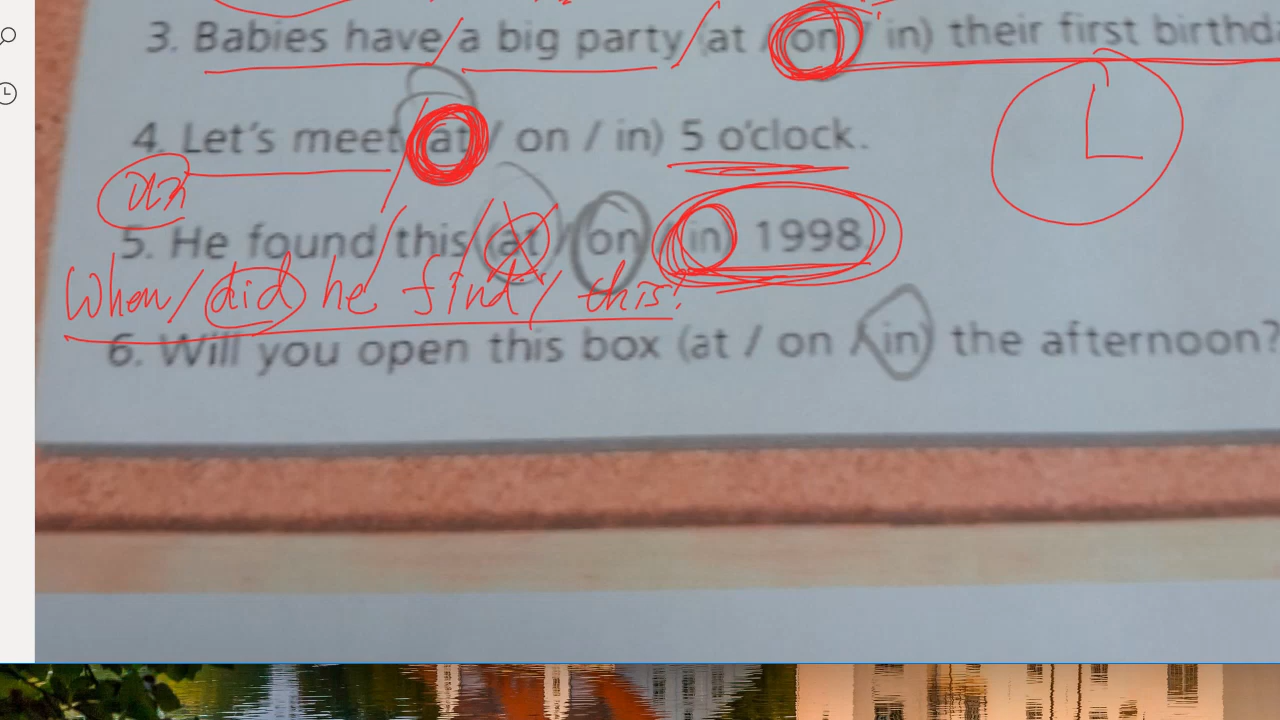 3. Babies have a big party (at / on / in) their first birthd
4. Let's meet (at / on / in) 5 o'clock.
5. He found this (at / on / in) 1998.
When did he find this?
6. Will you open this box (at / on / in) the afternoon?